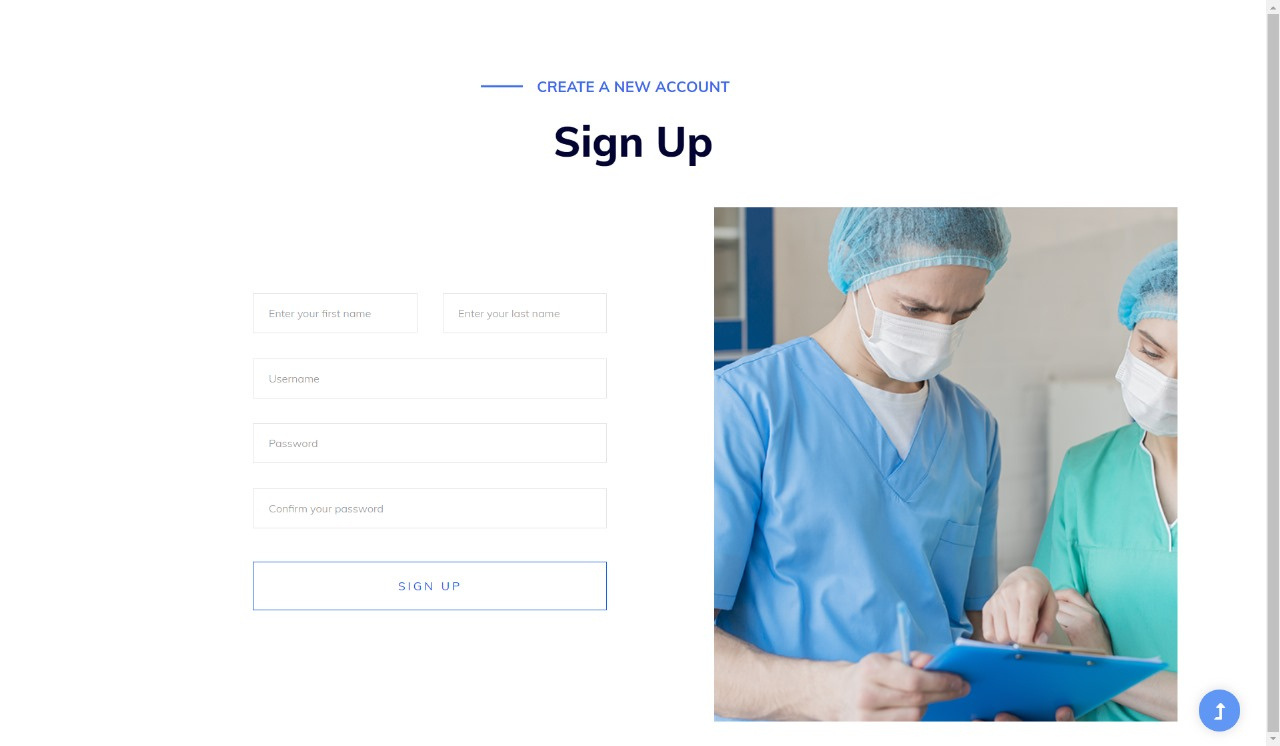 CREATE A NEW ACCOUNT
Sign Up
Enter your first name
Enter your last name
Username
Password
Confirm your password
SIGN UP